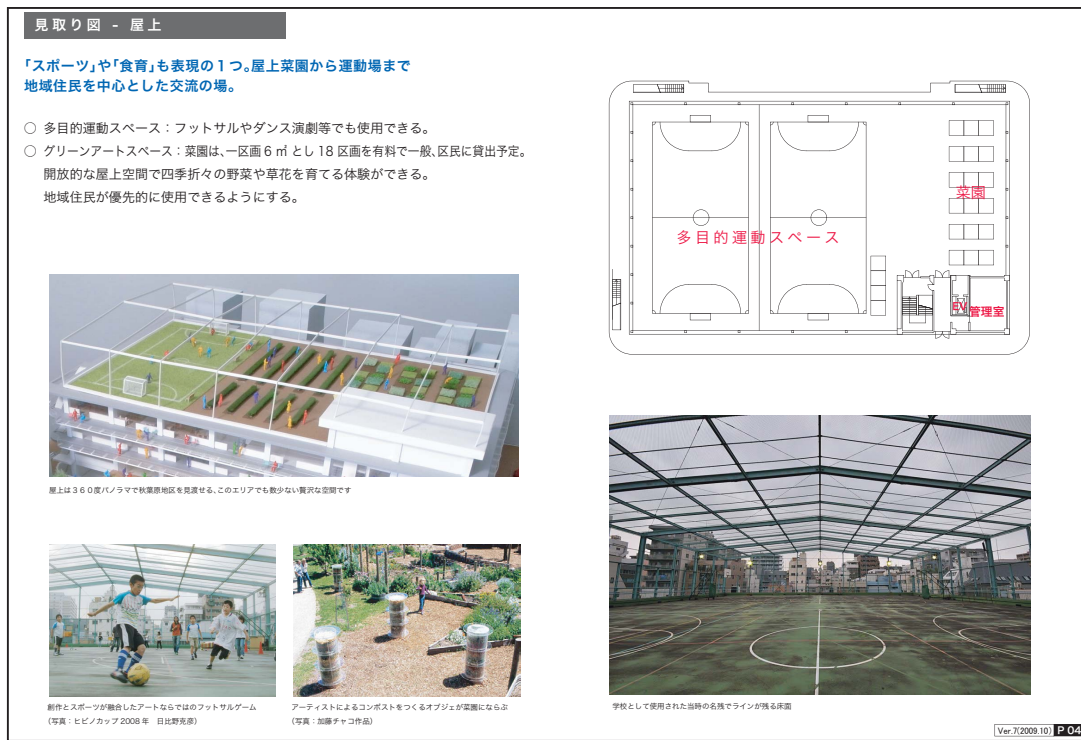 見取り図 - 屋上
「スポーツ」や「食育」も表現の1つ。屋上菜園から運動場まで
地域住民を中心とした交流の場。
○ 多目的運動スペース：フットサルやダンス演劇等でも使用できる。
○ グリーンアートスペース：菜園は、一区画6㎡とし18区画を有料で一般、区民に貸出予定。
開放的な屋上空間で四季折々の野菜や草花を育てる体験ができる。
地域住民が優先的に使用できるようにする。
菜園
多目的運動スペース
EV
管理室
屋上は３６０度パノラマで秋葉原地区を見渡せる、このエリアでも数少ない贅沢な空間です
創作とスポーツが融合したアートならではのフットサルゲーム
（写真：ヒビノカップ2008年 日比野克彦）
アーティストによるコンポストをつくるオブジェが菜園にならぶ
（写真：加藤チャコ作品）
学校として使用された当時の名残でラインが残る床面
Ver.7(2009.10) P 04